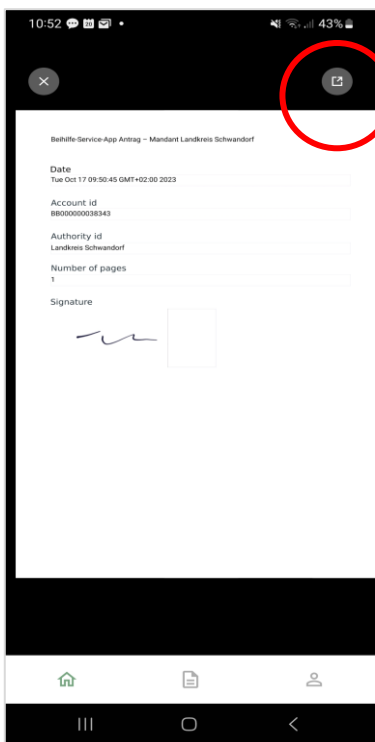 10:52
43%
Beihilfe-Service-App Antrag – Mandant Landkreis Schwandorf
Date
Tue Oct 17 09:50:45 GMT+02:00 2023
Account id
BB000000038343
Authority id
Landkreis Schwandorf
Number of pages
1
Signature